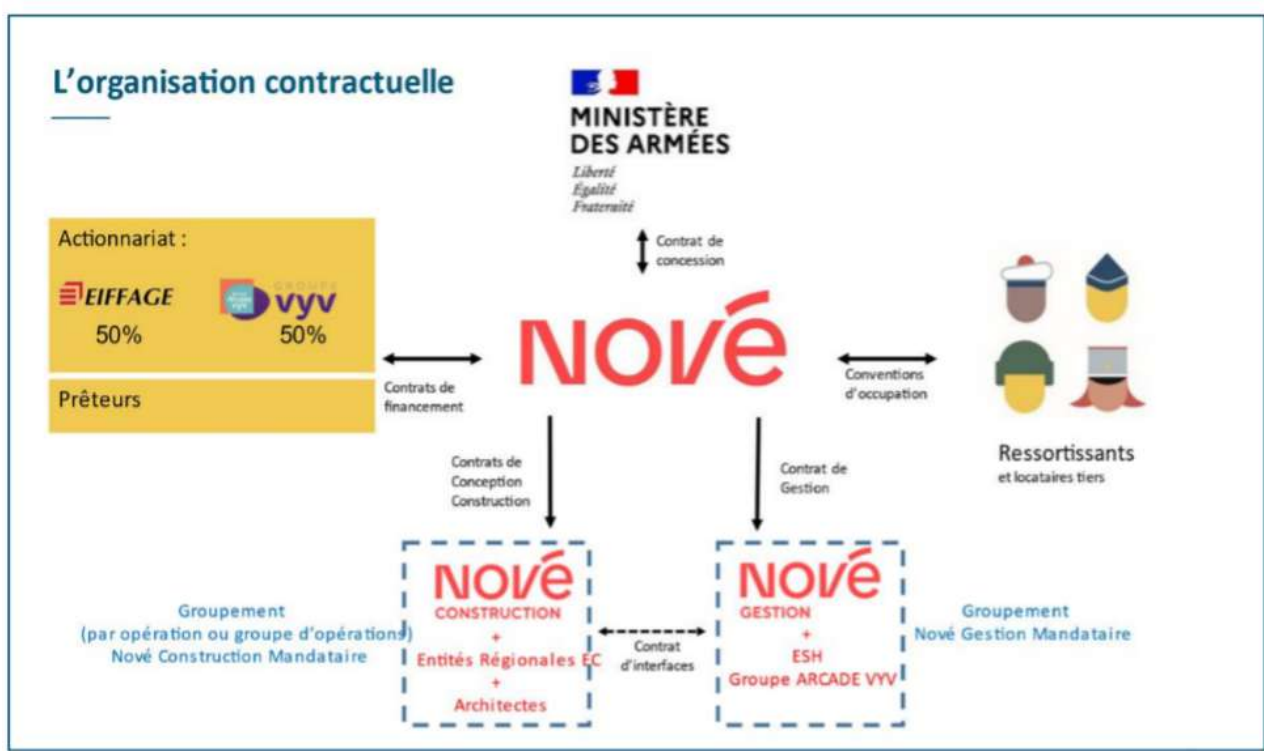 L'organisation contractuelle
MINISTÈRE
DES ARMÉES
Liberté
Égalité
Fraternité
Contrat de
concession
Actionnariat :
EIFFAGE
50%
GROUPE
vyv
50%
Prêteurs
Contrats de
financement
Nové
Conventions
d'occupation
Ressortissants
et locataires tiers
Contrats de
Conception
Construction
Contrat de
Gestion
Groupement
(par opération ou groupe d'opérations)
Nové Construction Mandataire
Nové
CONSTRUCTION
+
Entités Régionales EC
+
Architectes
Contrat
d'interfaces
Nové
GESTION
+
ESH
Groupe ARCADE VYV
Groupement
Nové Gestion Mandataire